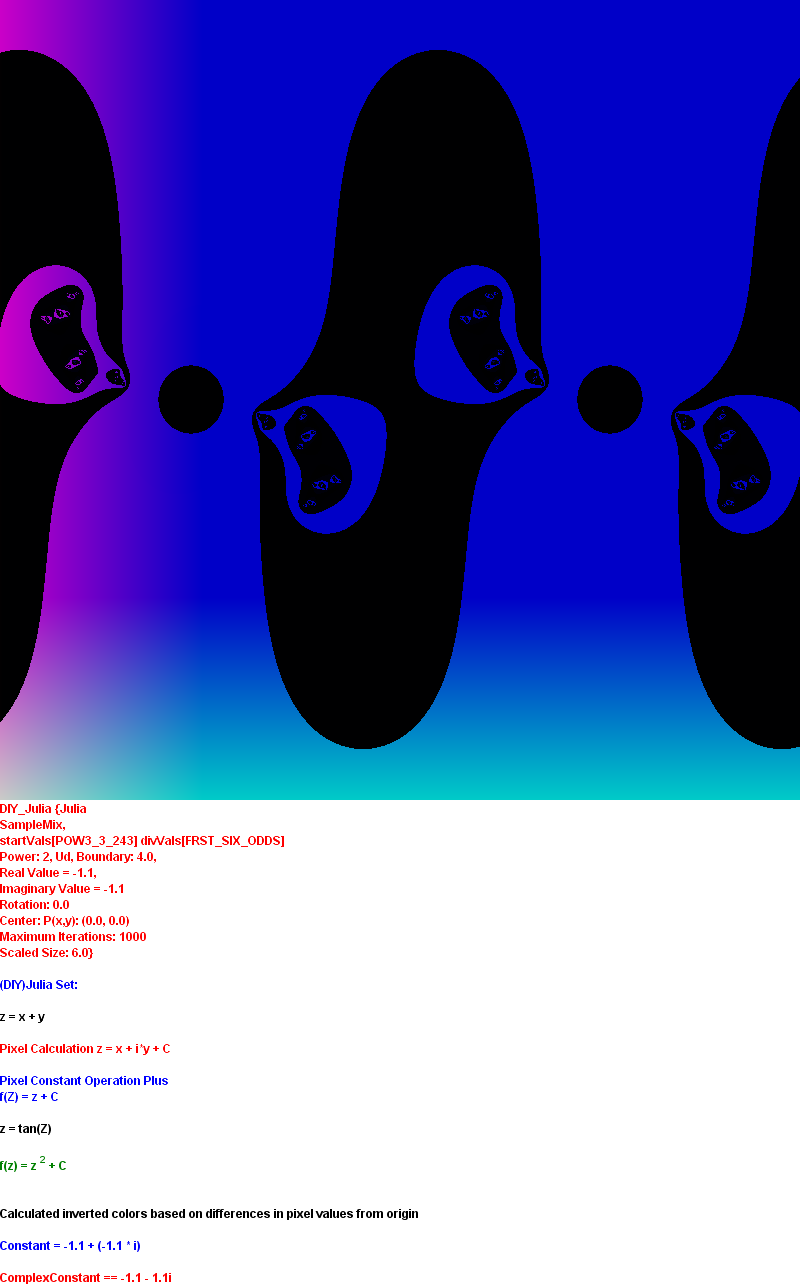 DIY_Julia {Julia
SampleMix,
startVals[POW3_3_243] divVals[FRST_SIX_ODDS]
Power: 2, Ud, Boundary: 4.0,
Real Value = -1.1,
Imaginary Value = -1.1
Rotation: 0.0
Center: P(x,y): (0.0, 0.0)
Maximum Iterations: 1000
Scaled Size: 6.0}
(DIY)Julia Set:
z = x + y
Pixel Calculation z = x + i*y + C
Pixel Constant Operation Plus
f(Z) = z + C
z = tan(Z)
f(z) = z 2 + C
Calculated inverted colors based on differences in pixel values from origin
Constant = -1.1 + (-1.1 * i)
ComplexConstant == -1.1 - 1.1i